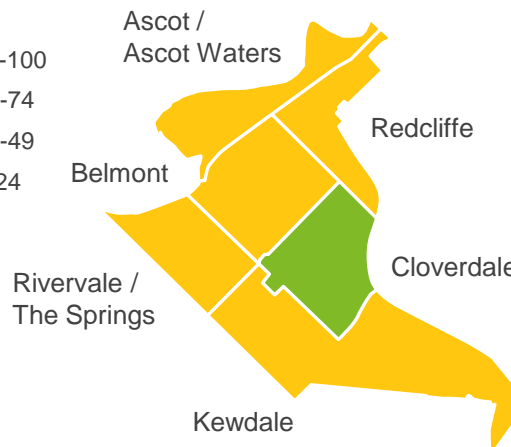 Ascot /
Ascot Waters
-100
-74
-49
24
Redcliffe
Belmont
Cloverdale
Rivervale /
The Springs
Kewdale